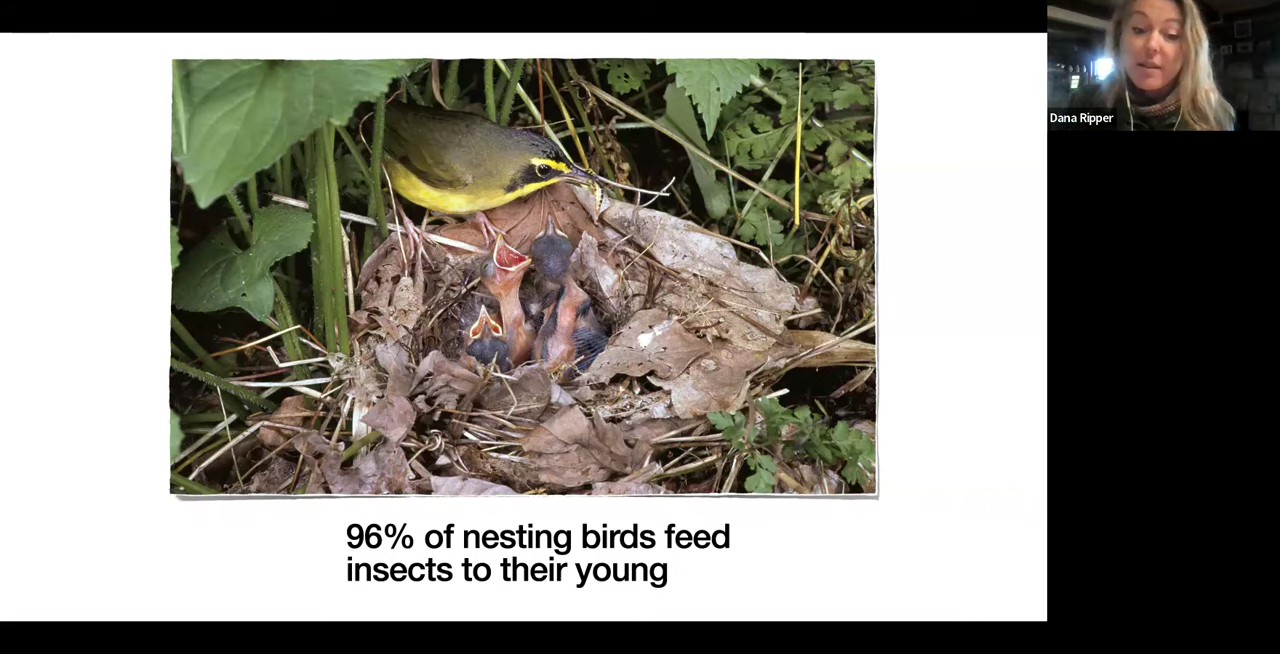 Dana Ripper
96% of nesting birds feed
insects to their young